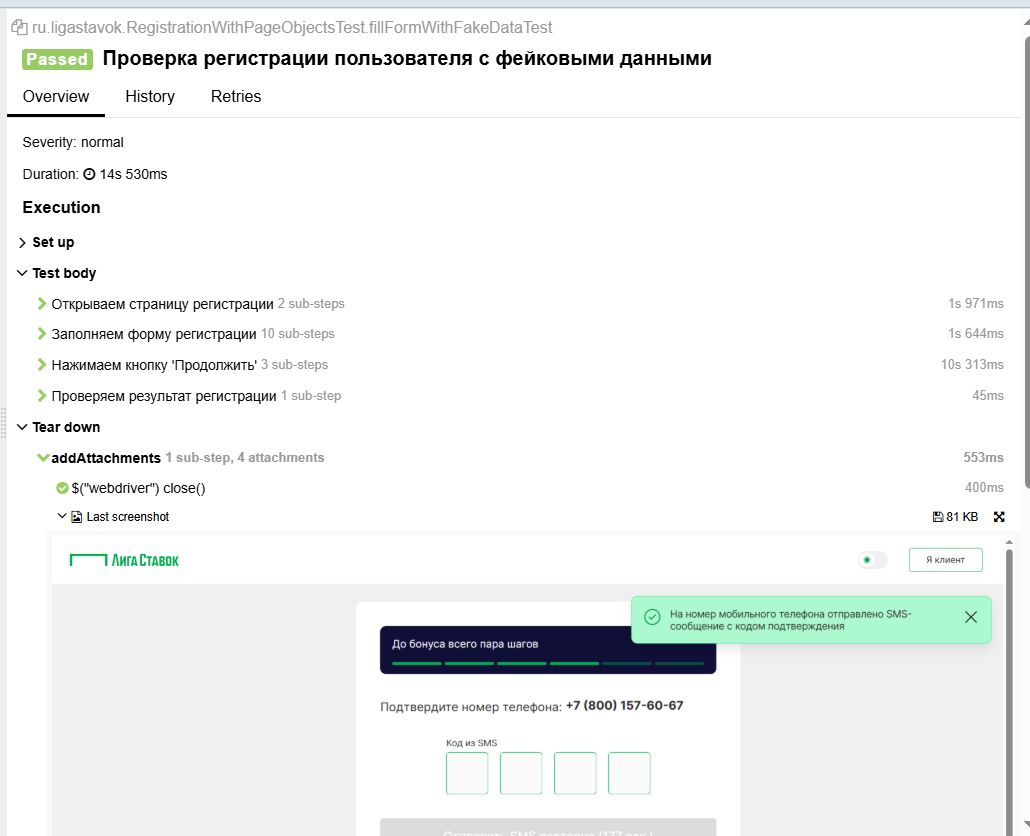 ru.ligastavok.RegistrationWithPageObjectsTest.fillFormWithFakeDataTest
Passed Проверка регистрации пользователя с фейковыми данными
Overview History Retries
Severity: normal
Duration: 14s 530ms
Execution
Set up
Test body
Открываем страницу регистрации 2 sub-steps 1s 971ms
Заполняем форму регистрации 10 sub-steps 1s 644ms
Нажимаем кнопку 'Продолжить' 3 sub-steps 10s 313ms
Проверяем результат регистрации 1 sub-step 45ms
Tear down
addAttachments 1 sub-step, 4 attachments 553ms
$("webdriver") close() 400ms
Last screenshot 81 KB
Лига Ставок Я клиент
На номер мобильного телефона отправлено SMS-
сообщение с кодом подтверждения
До бонуса всего пара шагов
Подтвердите номер телефона: +7 (800) 157-60-67
Код из SMS
Отправить SMS повторно (177 сек.)